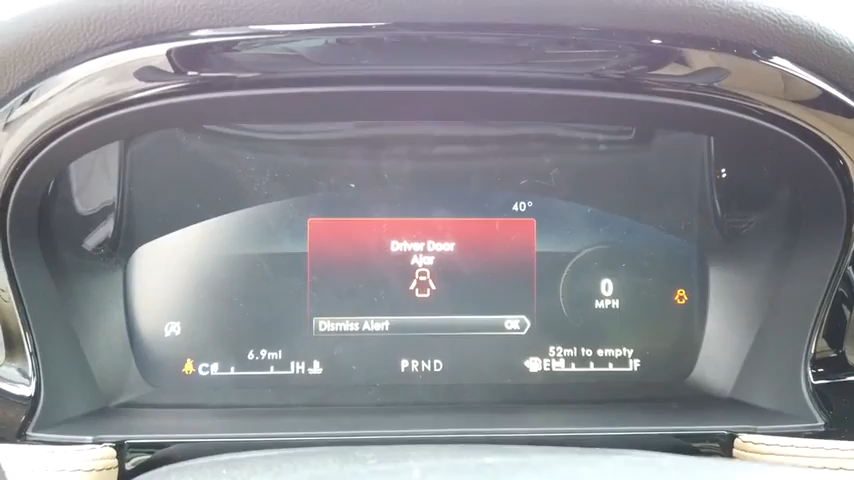 40°
Driver Door
Ajar
0
MPH
Dismiss Alert
OK
6.9mi
52mi to empty
C
H
PRND
E
F